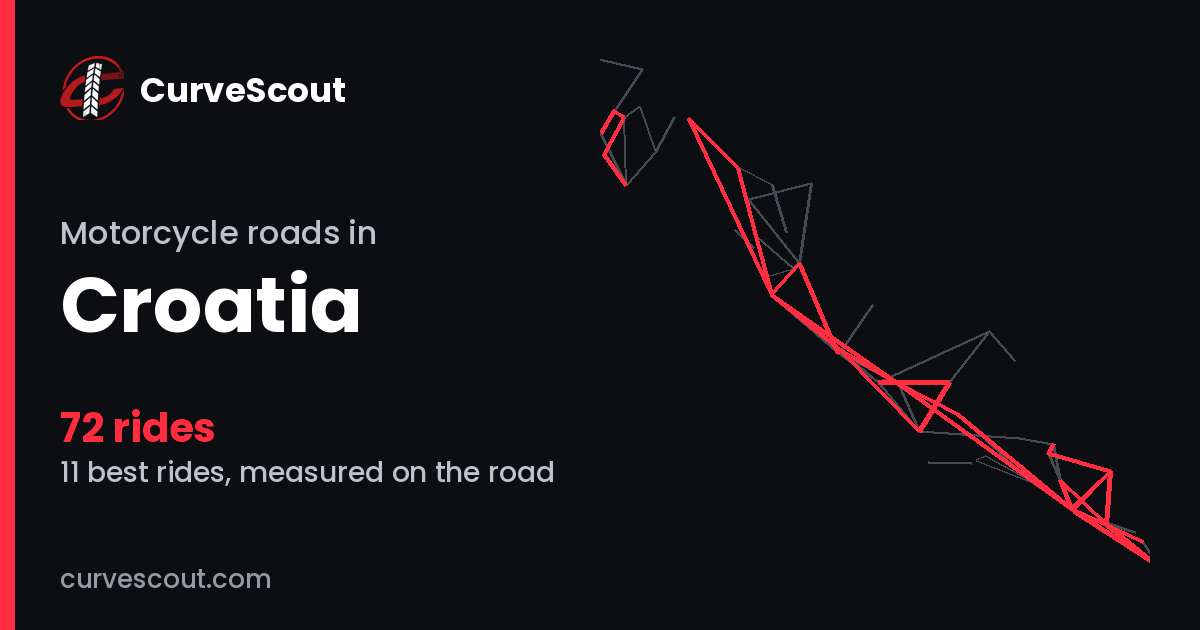 CurveScout
Motorcycle roads in
Croatia
72 rides
11 best rides, measured on the road
curvescout.com